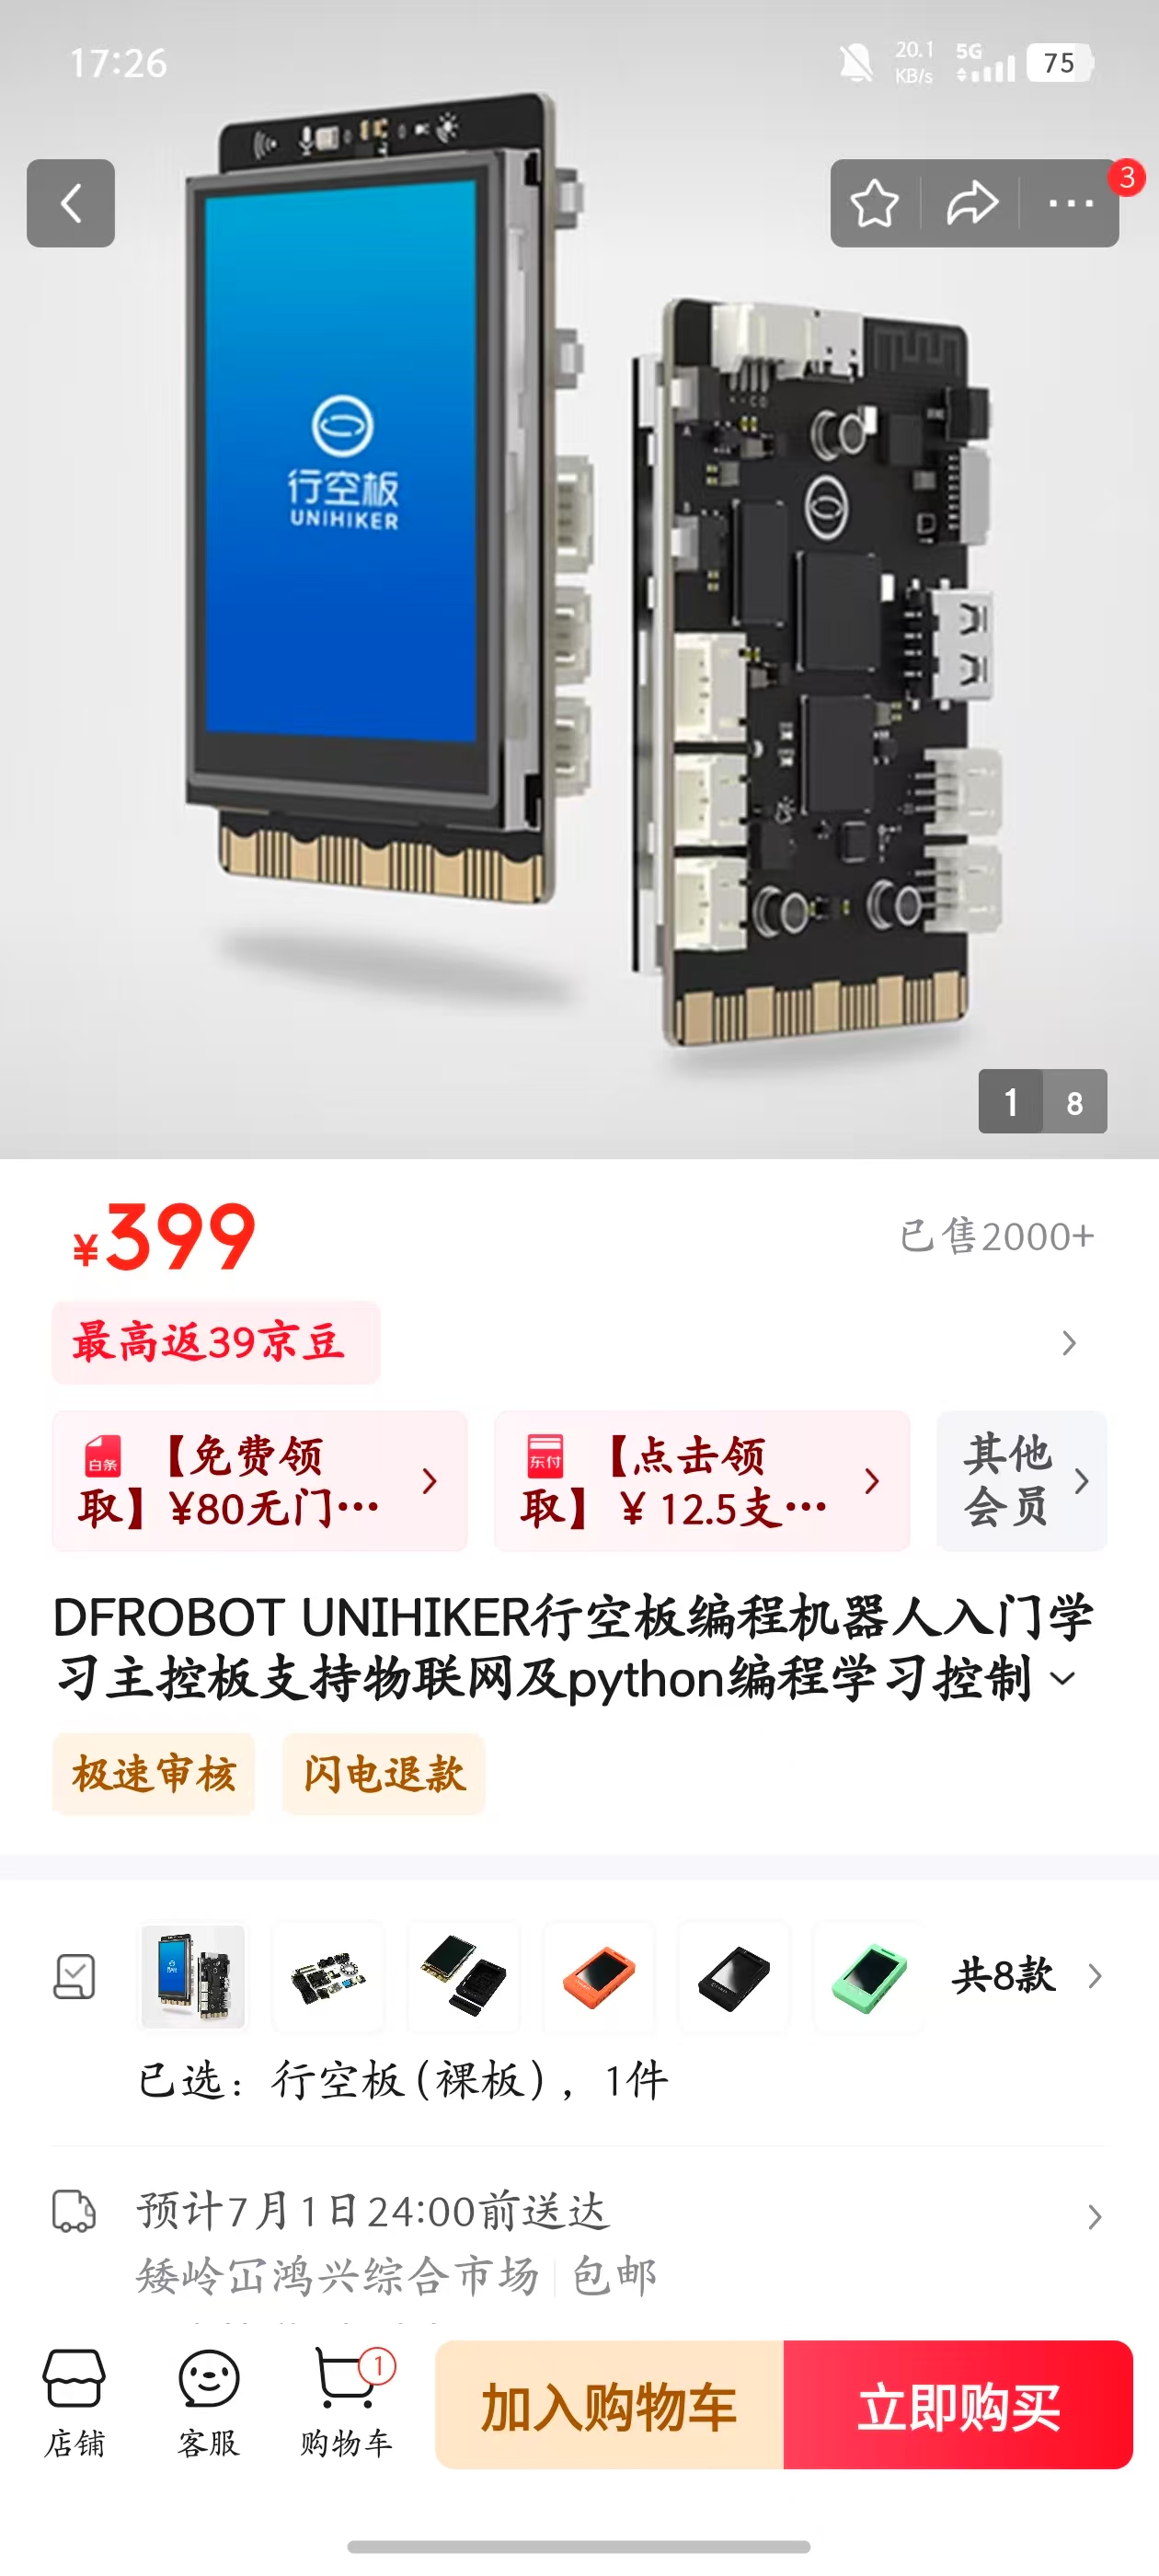 17:26
20.1
KB/s
5G
75
3
行空板
UNIHIKER
1
8
¥399
已售2000+
最高返39京豆
白条
【免费领
取】¥80无门…
东付
【点击领
取】¥ 12.5支…
其他
会员
DFROBOT UNIHIKER行空板编程机器人入门学
习主控板支持物联网及python编程学习控制
极速审核
闪电退款
共8款
已选：行空板(裸板)，1件
预计7月1日24:00前送达
矮岭冚鸿兴综合市场
包邮
店铺
客服
1
购物车
加入购物车
立即购买